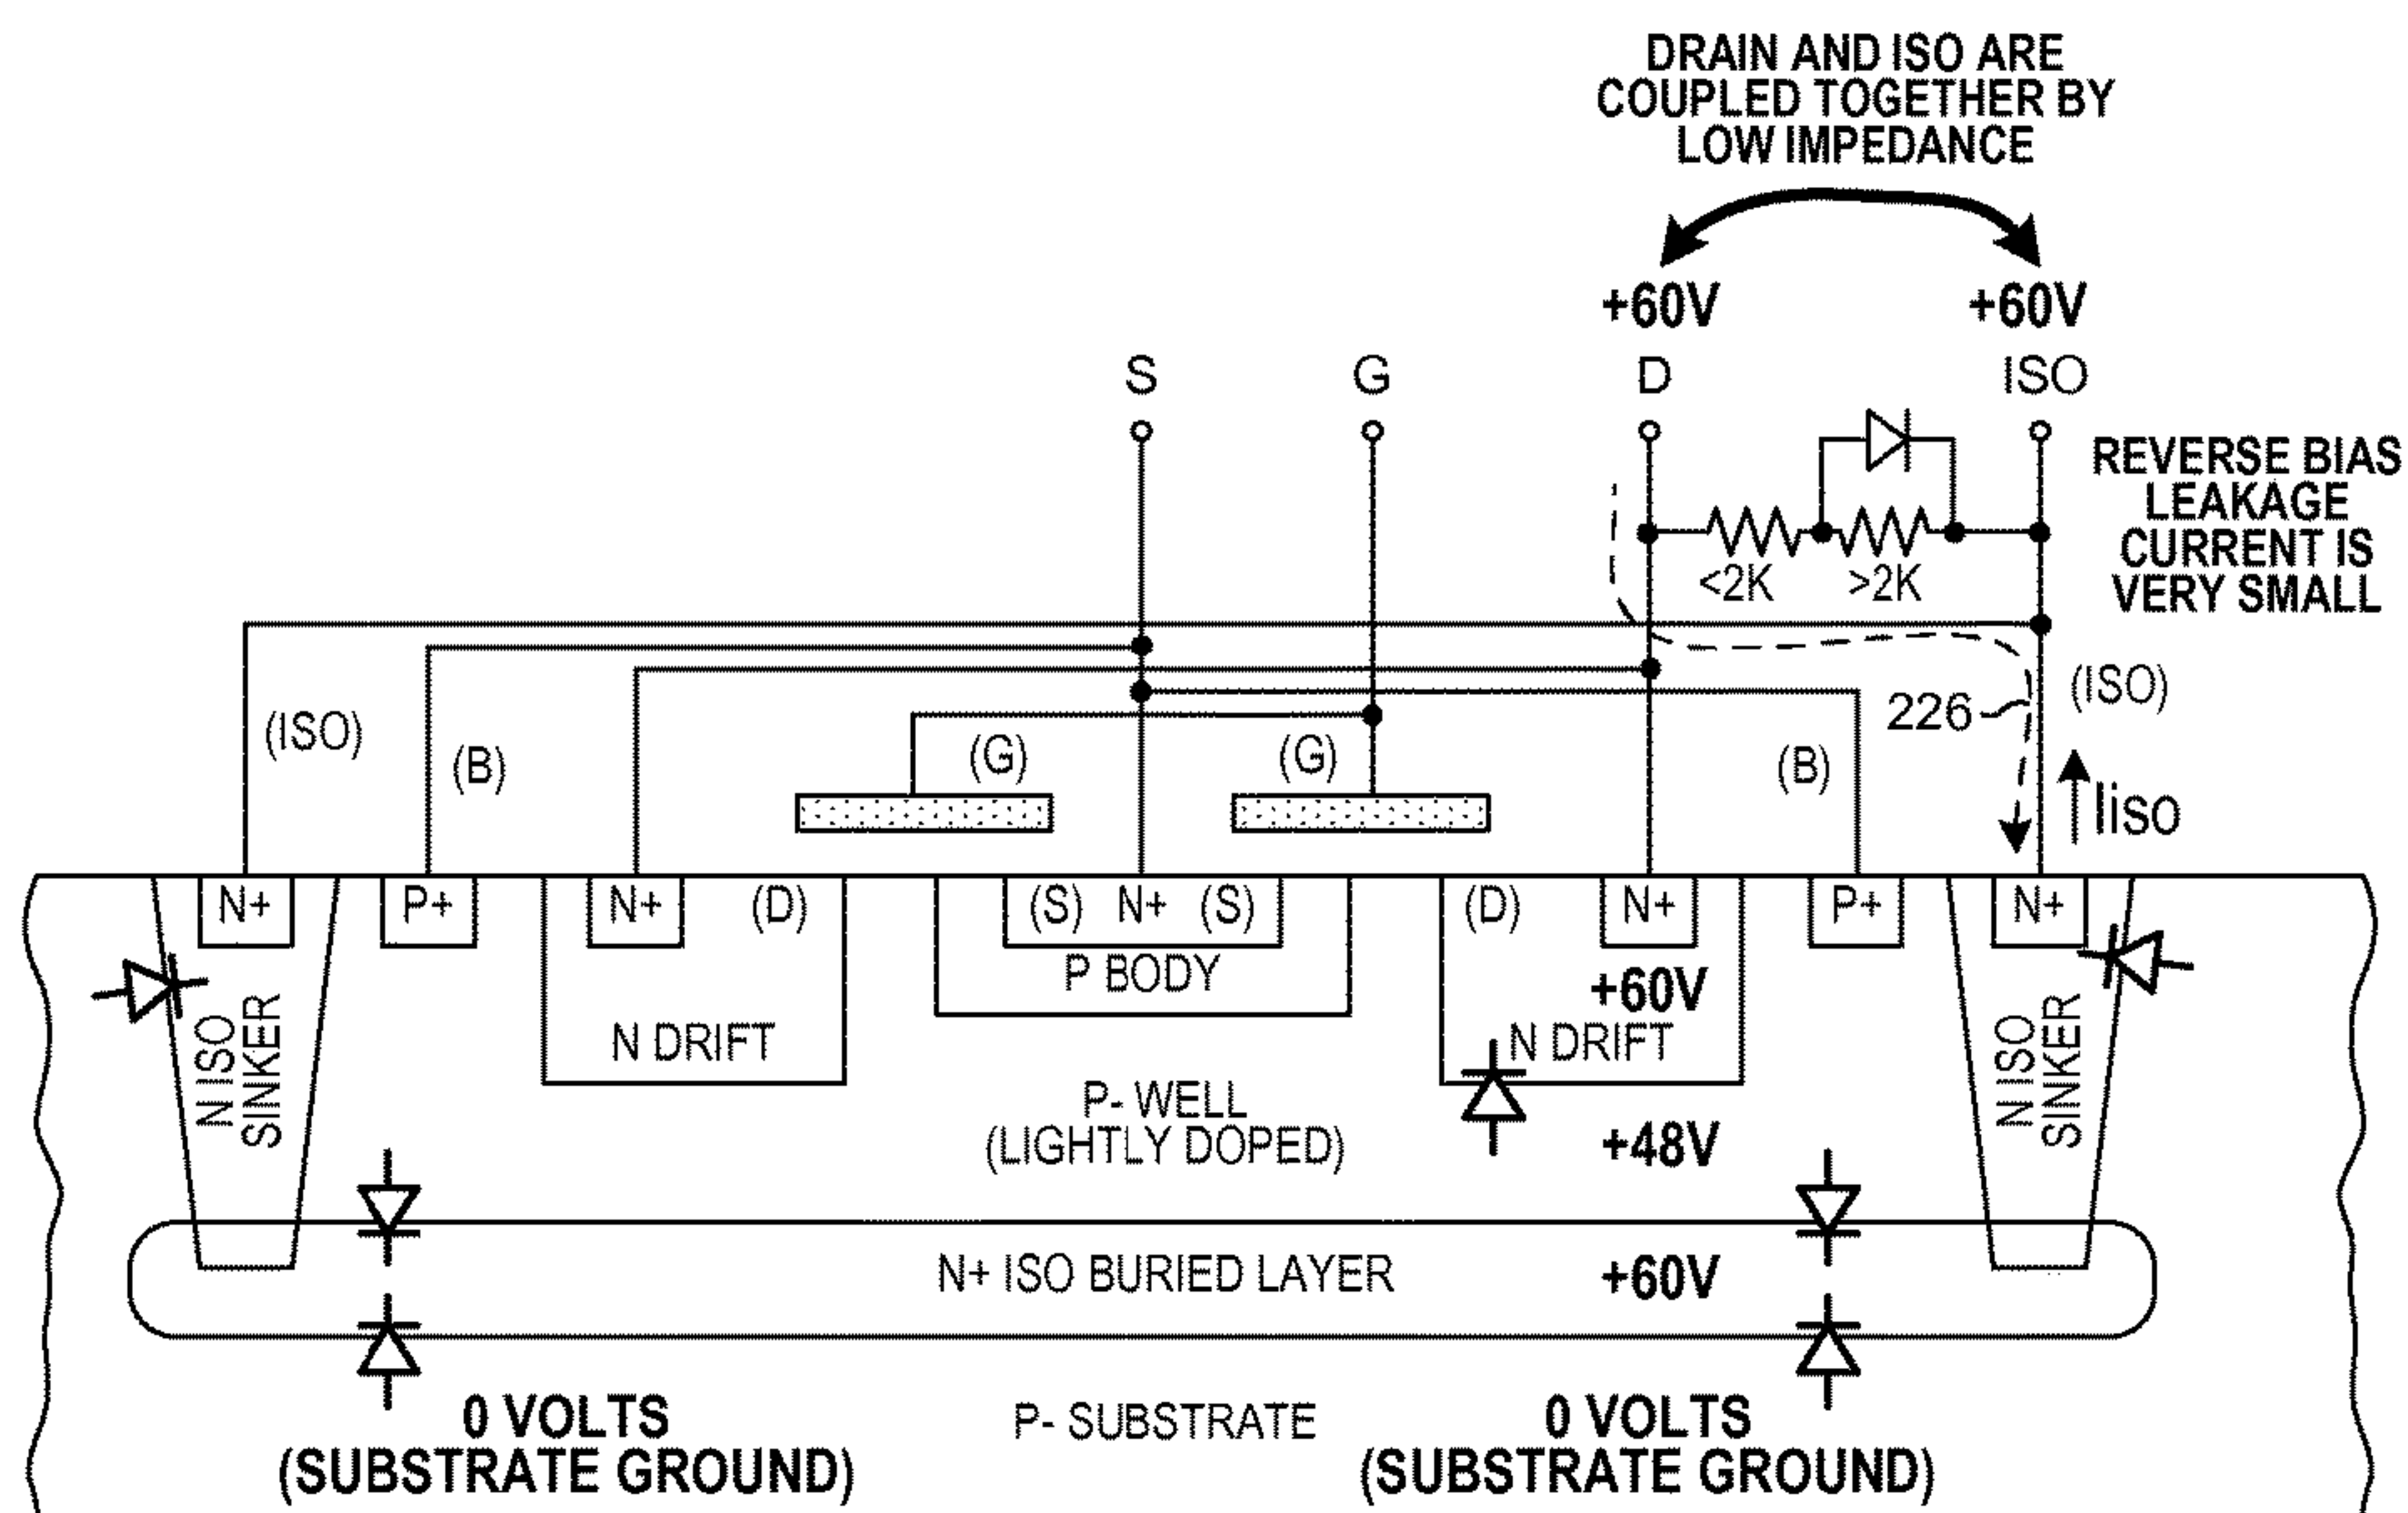 DRAIN AND ISO ARE
COUPLED TOGETHER BY
LOW IMPEDANCE
+60V +60V
S G D ISO
REVERSE BIAS
LEAKAGE
CURRENT IS
VERY SMALL
<2K >2K
(ISO) (B) (G) (G) (B) 226 (ISO)
IISO
N+ P+ N+ (D) (S) N+ (S) (D) N+ P+ N+
P BODY
+60V
N ISO
SINKER
N DRIFT
N DRIFT
N ISO
SINKER
P- WELL
(LIGHTLY DOPED)
+48V
N+ ISO BURIED LAYER
+60V
0 VOLTS
(SUBSTRATE GROUND)
P- SUBSTRATE
0 VOLTS
(SUBSTRATE GROUND)